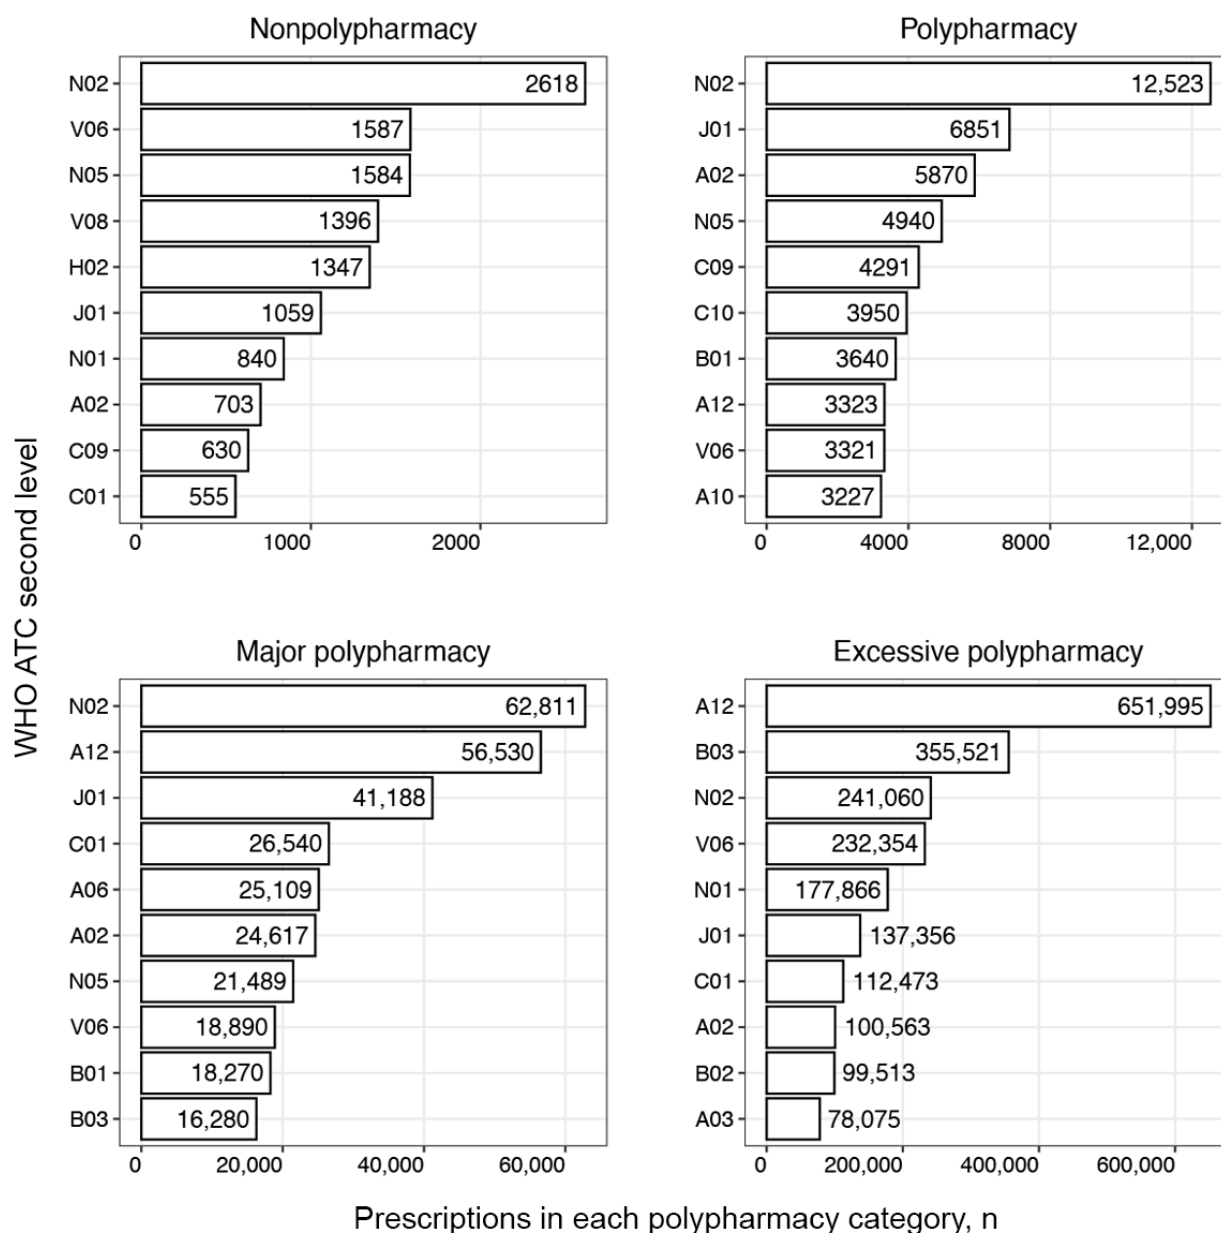 Nonpolypharmacy
N02 2618
V06 1587
N05 1584
V08 1396
H02 1347
J01 1059
N01 840
A02 703
C09 630
C01 555
0 1000 2000
Polypharmacy
N02 12,523
J01 6851
A02 5870
N05 4940
C09 4291
C10 3950
B01 3640
A12 3323
V06 3321
A10 3227
0 4000 8000 12,000
WHO ATC second level
Major polypharmacy
N02 62,811
A12 56,530
J01 41,188
C01 26,540
A06 25,109
A02 24,617
N05 21,489
V06 18,890
B01 18,270
B03 16,280
0 20,000 40,000 60,000
Excessive polypharmacy
A12 651,995
B03 355,521
N02 241,060
V06 232,354
N01 177,866
J01 137,356
C01 112,473
A02 100,563
B02 99,513
A03 78,075
0 200,000 400,000 600,000
Prescriptions in each polypharmacy category, n